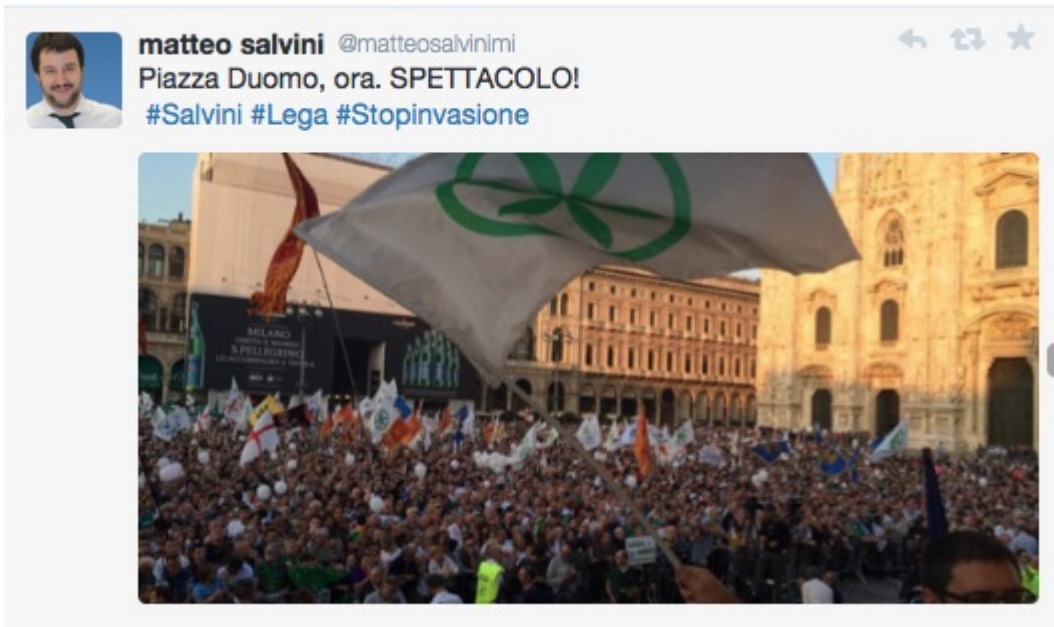 matteo salvini @matteosalvinimi
Piazza Duomo, ora. SPETTACOLO!
#Salvini #Lega #Stopinvasione
MILANO
S.PELLEGRINO